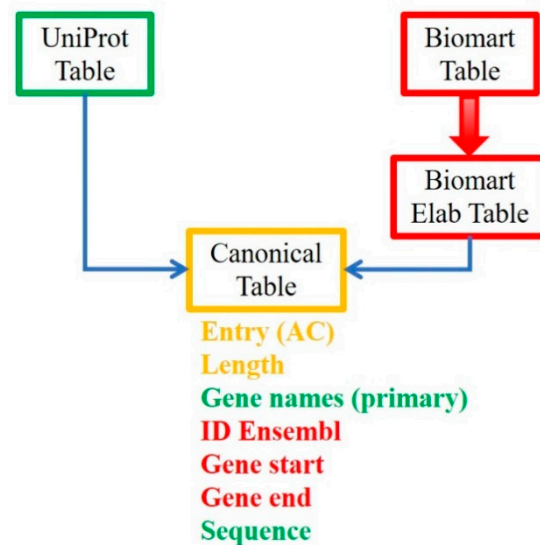 UniProt
Table
Biomart
Table
Biomart
Elab Table
Canonical
Table
Entry (AC)
Length
Gene names (primary)
ID Ensembl
Gene start
Gene end
Sequence